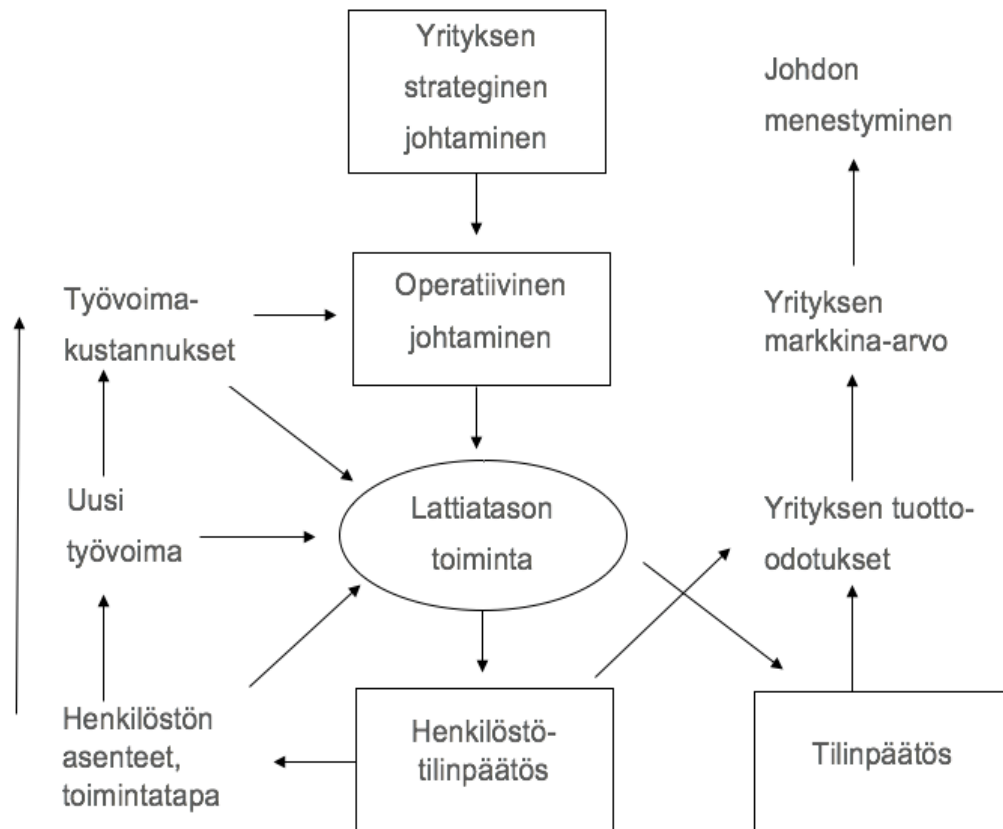 Yrityksen
strateginen
johtaminen
Johdon
menestyminen
Työvoima-
kustannukset
Operatiivinen
johtaminen
Yrityksen
markkina-arvo
Uusi
työvoima
Lattiatason
toiminta
Yrityksen tuotto-
odotukset
Henkilöstön
asenteet,
toimintatapa
Henkilöstö-
tilinpäätös
Tilinpäätös